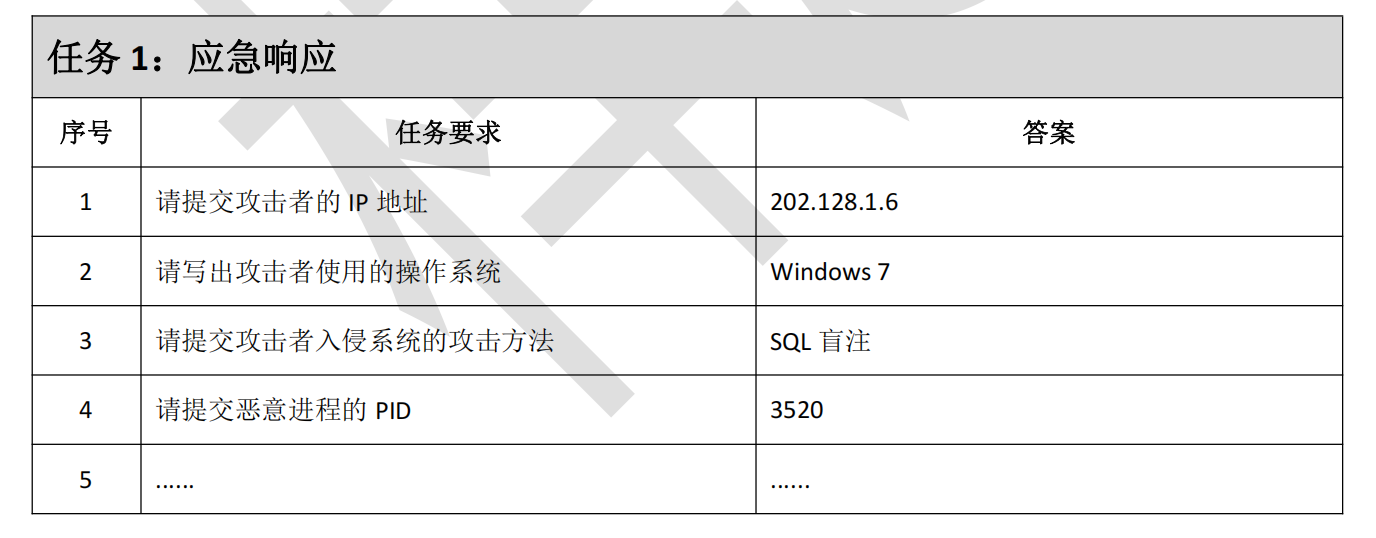 任务 1：应急响应
序号 任务要求 答案
1 请提交攻击者的 IP 地址 202.128.1.6
2 请写出攻击者使用的操作系统 Windows 7
3 请提交攻击者入侵系统的攻击方法 SQL 盲注
4 请提交恶意进程的 PID 3520
5 ...... ......